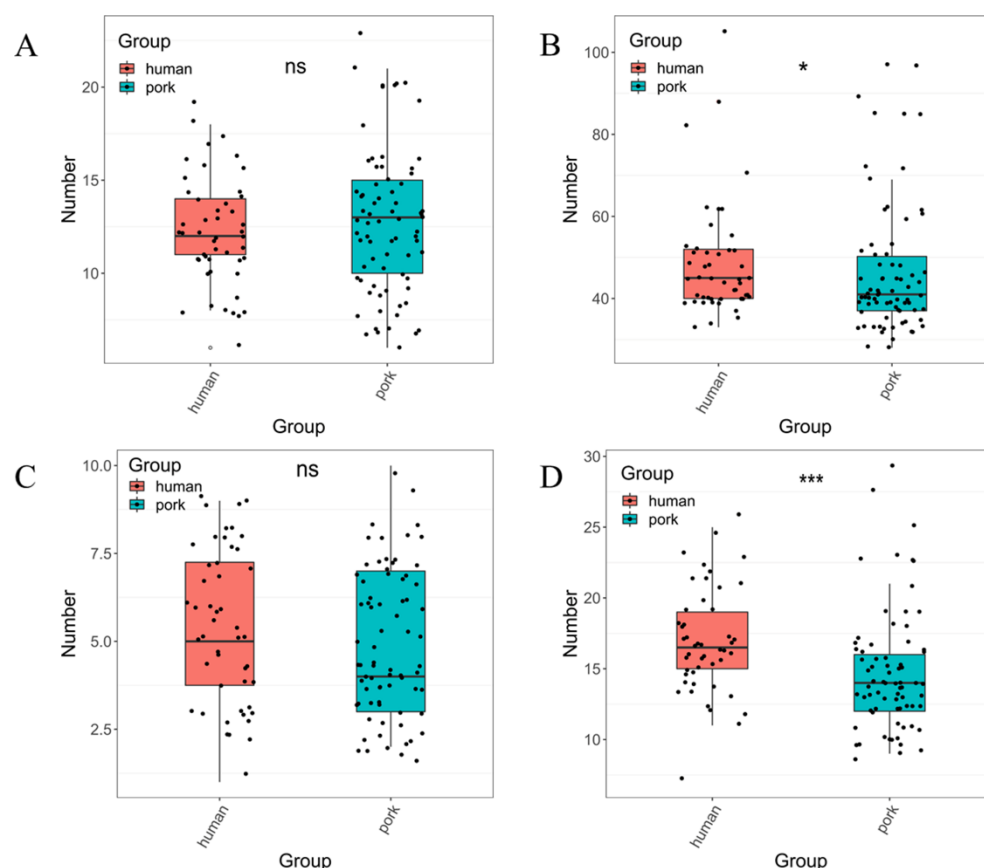 A
Group
human
pork
ns
Number
20
15
10
human
pork
Group
B
Group
human
pork
*
Number
100
80
60
40
human
pork
Group
C
Group
human
pork
ns
Number
10.0
7.5
5.0
2.5
human
pork
Group
D
Group
human
pork
***
Number
30
25
20
15
10
human
pork
Group